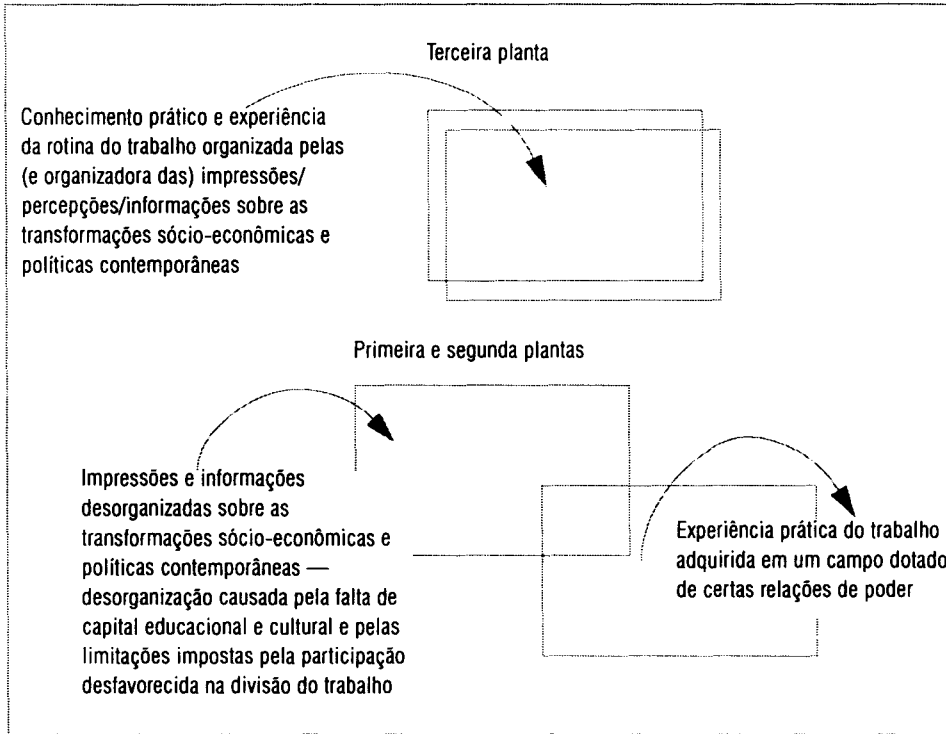 Terceira planta
Conhecimento prático e experiência
da rotina do trabalho organizada pelas
(e organizadora das) impressões/
percepções/informações sobre as
transformações sócio-econômicas e
políticas contemporâneas
Primeira e segunda plantas
Impressões e informações
desorganizadas sobre as
transformações sócio-econômicas e
políticas contemporâneas —
desorganização causada pela falta de
capital educacional e cultural e pelas
limitações impostas pela participação
desfavorecida na divisão do trabalho
Experiência prática do trabalho
adquirida em um campo dotado
de certas relações de poder